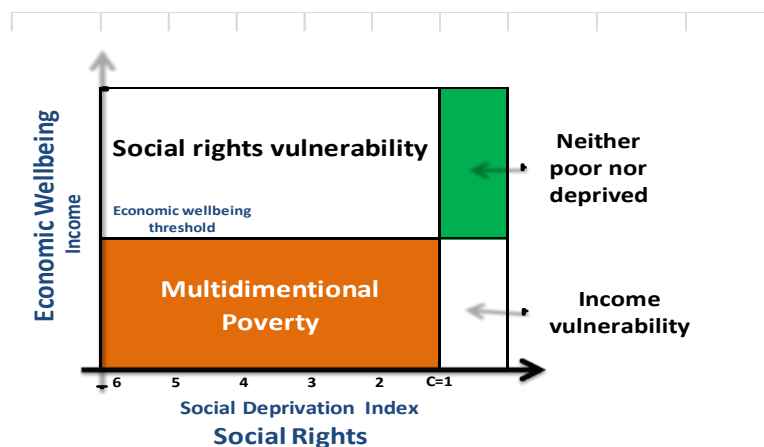 Economic Wellbeing
Income
Social rights vulnerability
Economic wellbeing
threshold
Multidimentional
Poverty
Neither
poor nor
deprived
Income
vulnerability
6 5 4 3 2 C=1
Social Deprivation Index
Social Rights